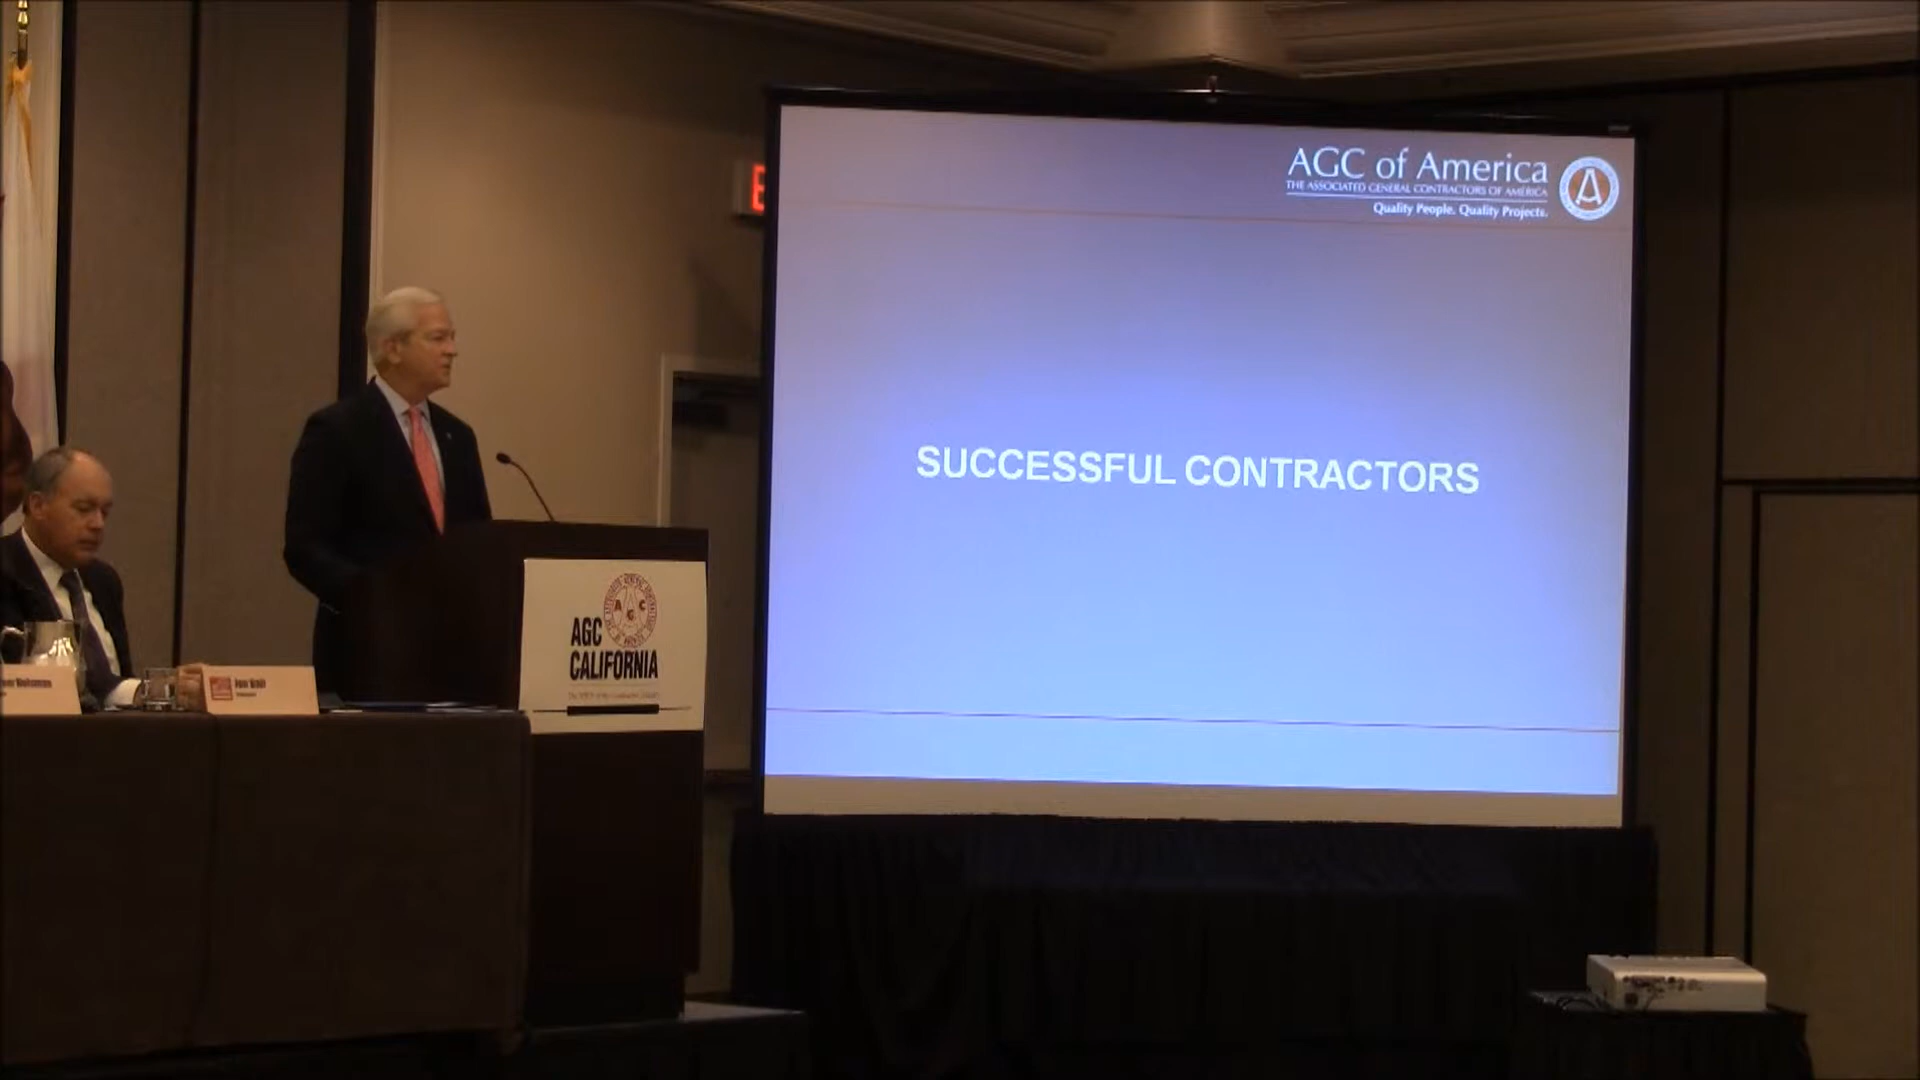 AGC of America
THE ASSOCIATED GENERAL CONTRACTORS OF AMERICA
Quality People. Quality Projects.
A
SUCCESSFUL CONTRACTORS
E
A G C
AGC
CALIFORNIA